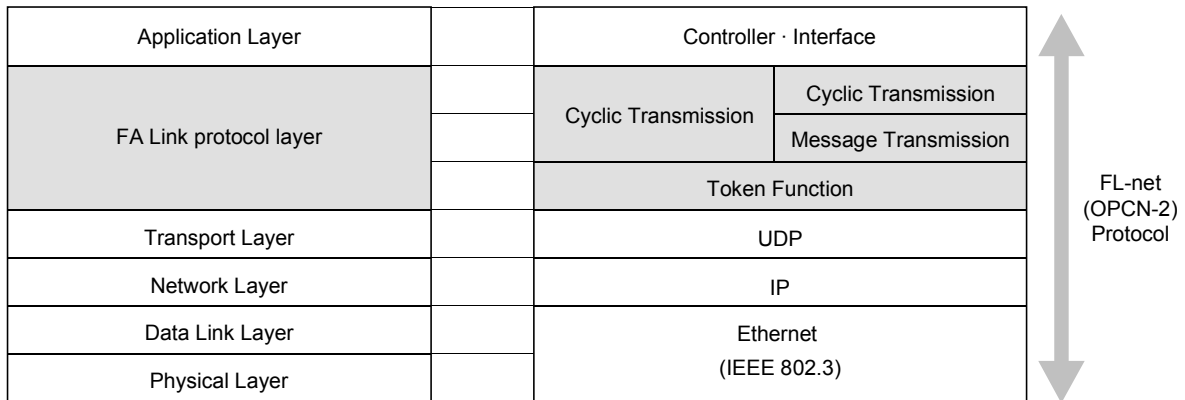 Application Layer
Controller · Interface
FA Link protocol layer
Cyclic Transmission
Cyclic Transmission
Message Transmission
Token Function
Transport Layer
UDP
Network Layer
IP
Data Link Layer
Physical Layer
Ethernet
(IEEE 802.3)
FL-net
(OPCN-2)
Protocol